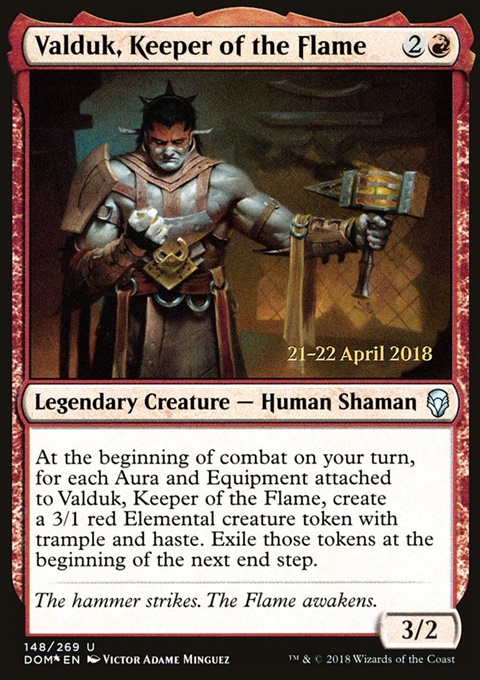 Valduk, Keeper of the Flame 2
21–22 April 2018
Legendary Creature — Human Shaman
At the beginning of combat on your turn,
for each Aura and Equipment attached
to Valduk, Keeper of the Flame, create
a 3/1 red Elemental creature token with
trample and haste. Exile those tokens at the
beginning of the next end step.
The hammer strikes. The Flame awakens.
3/2
148/269 U
DOM★EN Victor Adame Minguez
™ & © 2018 Wizards of the Coast